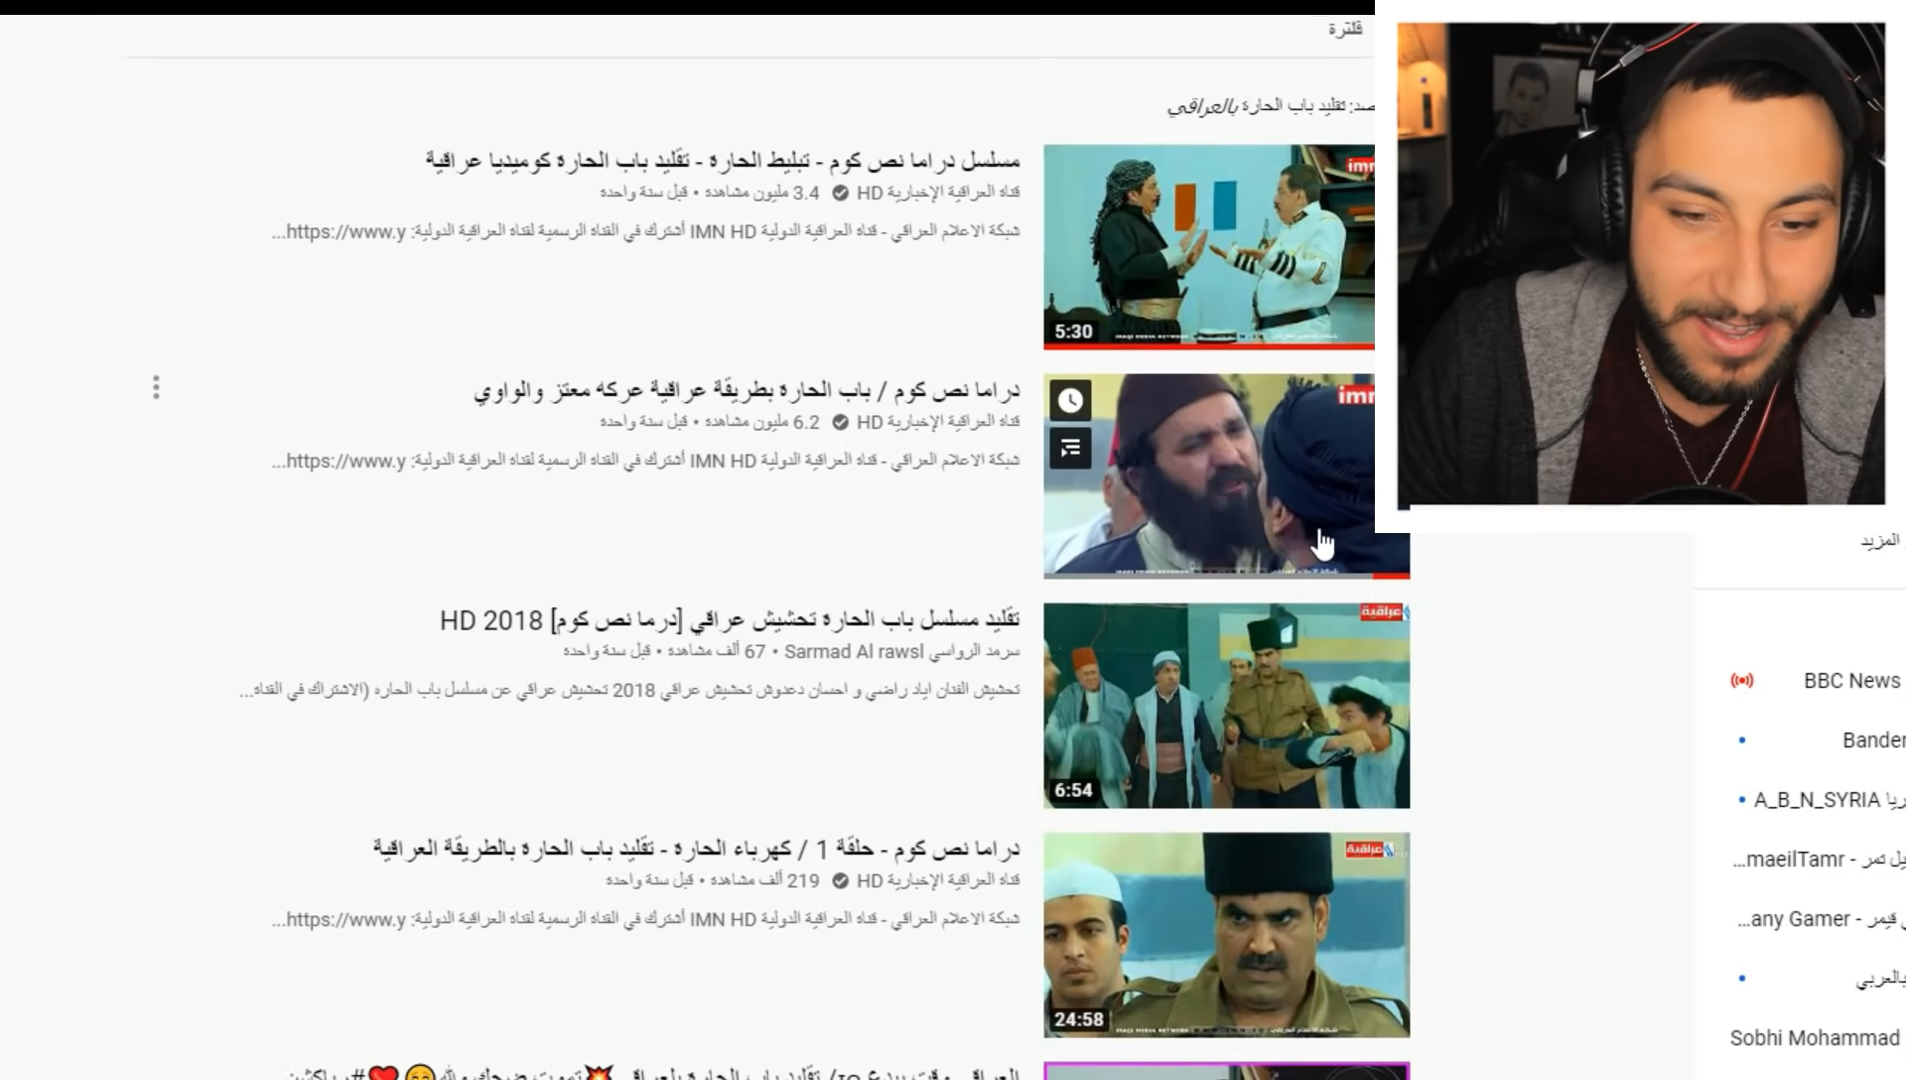 فلترة
تقليد باب الحارة بالعراقي
مسلسل دراما نص كوم - تبليط الحارة - تقليد باب الحارة كوميديا عراقية
قناة العراقية الإخبارية HD 3.4 مليون مشاهدة • قبل سنة واحدة
شبكة الاعلام العراقي - قناة العراقية الدولية IMN HD أشترك في القناة الرسمية لقناة العراقية الدولية: https://www.y...
5:30
دراما نص كوم / باب الحارة بطريقة عراقية عركه معتز والواوي
قناة العراقية الإخبارية HD 6.2 مليون مشاهدة • قبل سنة واحدة
شبكة الاعلام العراقي - قناة العراقية الدولية IMN HD أشترك في القناة الرسمية لقناة العراقية الدولية: https://www.y...
المزيد
تقليد مسلسل باب الحارة تحشيش عراقي [درما نص كوم] HD 2018
سرمد الرواسي Sarmad Al rawsI • 67 ألف مشاهدة • قبل سنة واحدة
تحشيش الفنان اياد راضي و احسان دعدوش تحشيش عراقي 2018 تحشيش عراقي عن مسلسل باب الحاره (الاشتراك في القناه...
عراقية
6:54
BBC News
A_B_N_SYRIA
دراما نص كوم - حلقة 1 / كهرباء الحارة - تقليد باب الحارة بالطريقة العراقية
قناة العراقية الإخبارية HD 219 ألف مشاهدة • قبل سنة واحدة
شبكة الاعلام العراقي - قناة العراقية الدولية IMN HD أشترك في القناة الرسمية لقناة العراقية الدولية: https://www.y...
عراقية
24:58
تمر - maeilTamr...
قيمر - any Gamer...
بالعربي
Sobhi Mohammad